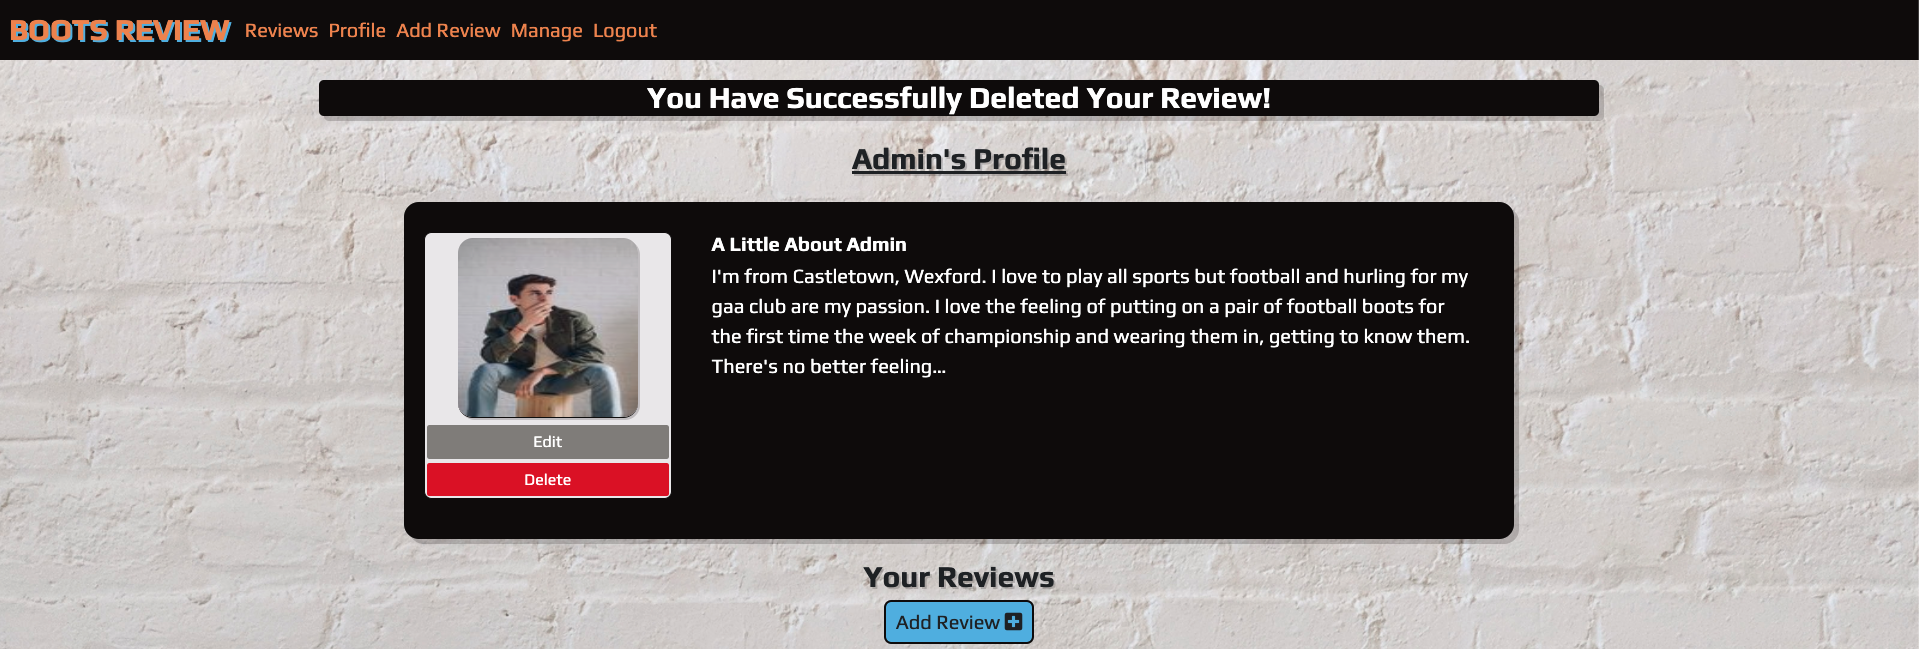 BOOTS REVIEW Reviews Profile Add Review Manage Logout
You Have Successfully Deleted Your Review!
Admin's Profile
A Little About Admin
I'm from Castletown, Wexford. I love to play all sports but football and hurling for my
gaa club are my passion. I love the feeling of putting on a pair of football boots for
the first time the week of championship and wearing them in, getting to know them.
There's no better feeling...
Edit
Delete
Your Reviews
Add Review